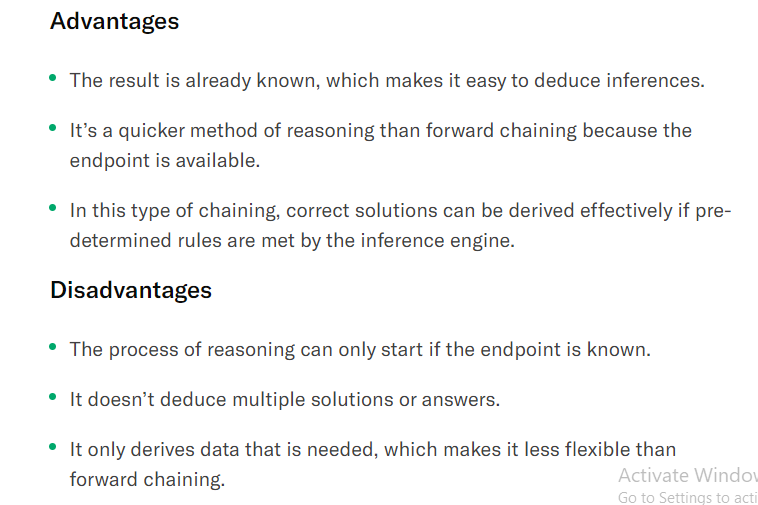 Advantages
The result is already known, which makes it easy to deduce inferences.
It’s a quicker method of reasoning than forward chaining because the
endpoint is available.
In this type of chaining, correct solutions can be derived effectively if pre-
determined rules are met by the inference engine.
Disadvantages
The process of reasoning can only start if the endpoint is known.
It doesn’t deduce multiple solutions or answers.
It only derives data that is needed, which makes it less flexible than
forward chaining.
Activate Window
Go to Settings to acti